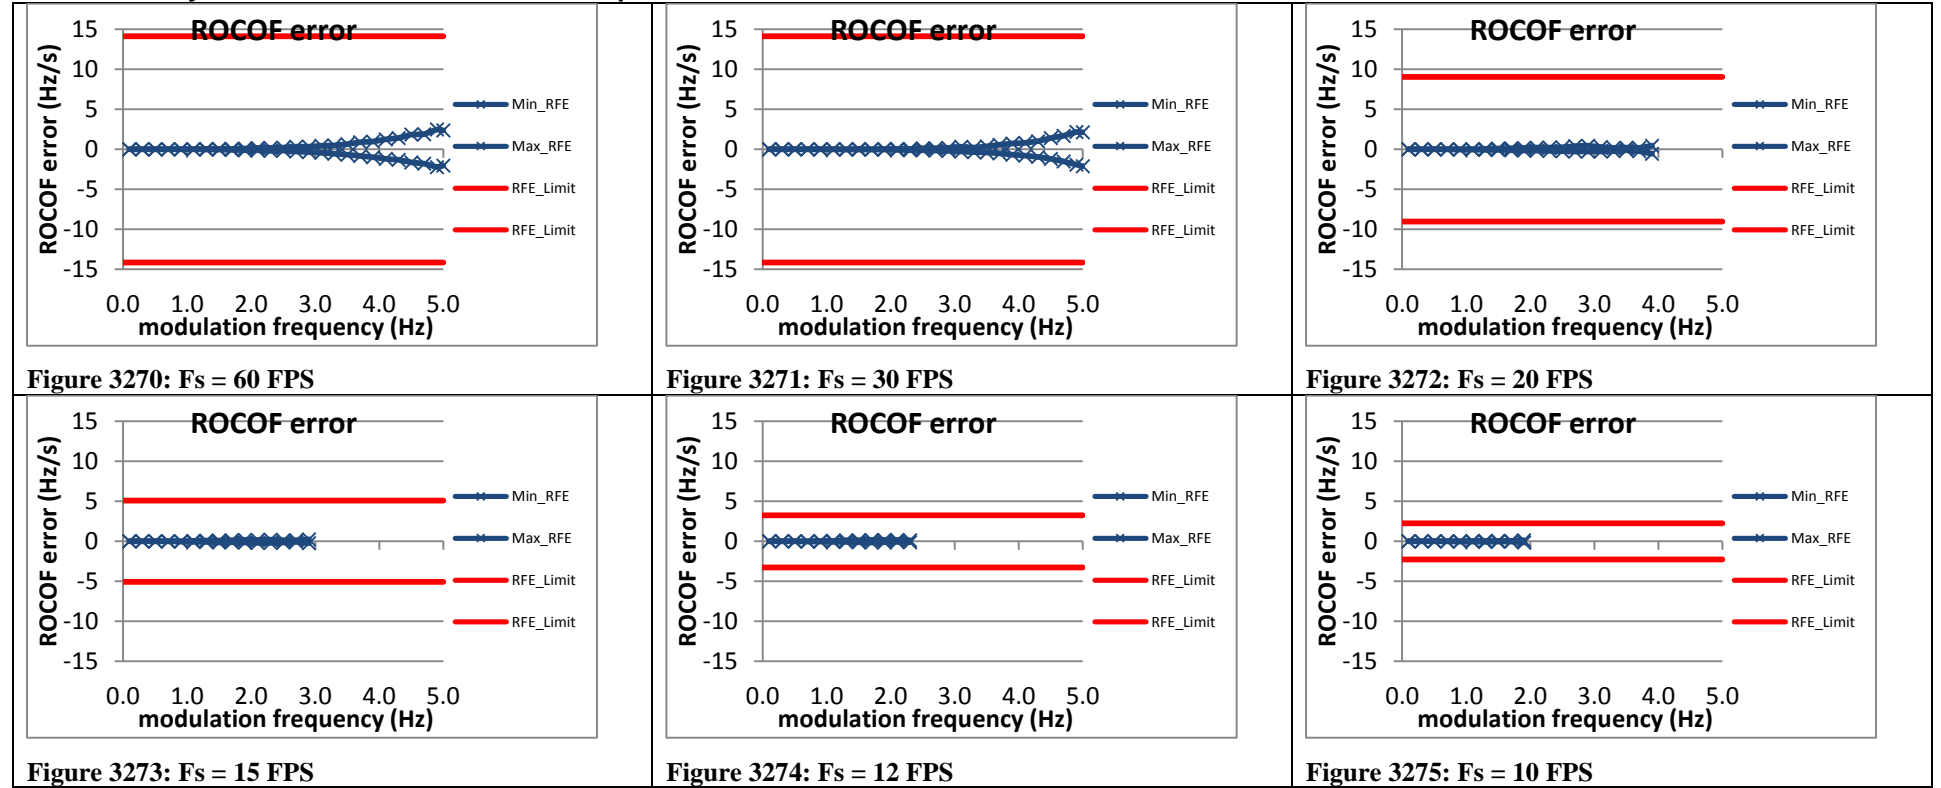 ROCOF error
15
10
5
0
-5
-10
-15
ROCOF error (Hz/s)
0.0 1.0 2.0 3.0 4.0 5.0
modulation frequency (Hz)
Min_RFE
Max_RFE
RFE_Limit
RFE_Limit
Figure 3270: Fs = 60 FPS
ROCOF error
15
10
5
0
-5
-10
-15
ROCOF error (Hz/s)
0.0 1.0 2.0 3.0 4.0 5.0
modulation frequency (Hz)
Min_RFE
Max_RFE
RFE_Limit
RFE_Limit
Figure 3271: Fs = 30 FPS
ROCOF error
15
10
5
0
-5
-10
-15
ROCOF error (Hz/s)
0.0 1.0 2.0 3.0 4.0 5.0
modulation frequency (Hz)
Min_RFE
Max_RFE
RFE_Limit
RFE_Limit
Figure 3272: Fs = 20 FPS
ROCOF error
15
10
5
0
-5
-10
-15
ROCOF error (Hz/s)
0.0 1.0 2.0 3.0 4.0 5.0
modulation frequency (Hz)
Min_RFE
Max_RFE
RFE_Limit
RFE_Limit
Figure 3273: Fs = 15 FPS
ROCOF error
15
10
5
0
-5
-10
-15
ROCOF error (Hz/s)
0.0 1.0 2.0 3.0 4.0 5.0
modulation frequency (Hz)
Min_RFE
Max_RFE
RFE_Limit
RFE_Limit
Figure 3274: Fs = 12 FPS
ROCOF error
15
10
5
0
-5
-10
-15
ROCOF error (Hz/s)
0.0 1.0 2.0 3.0 4.0 5.0
modulation frequency (Hz)
Min_RFE
Max_RFE
RFE_Limit
RFE_Limit
Figure 3275: Fs = 10 FPS